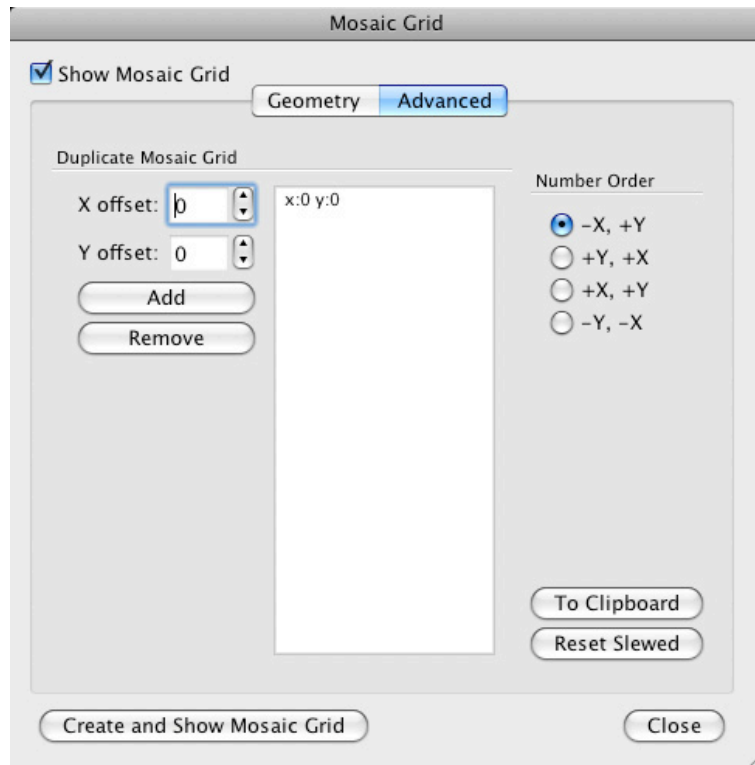 Mosaic Grid
Show Mosaic Grid
Geometry Advanced
Duplicate Mosaic Grid
X offset: 0
Y offset: 0
Add
Remove
x:0 y:0
Number Order
-X, +Y
+Y, +X
+X, +Y
-Y, -X
To Clipboard
Reset Slewed
Create and Show Mosaic Grid
Close